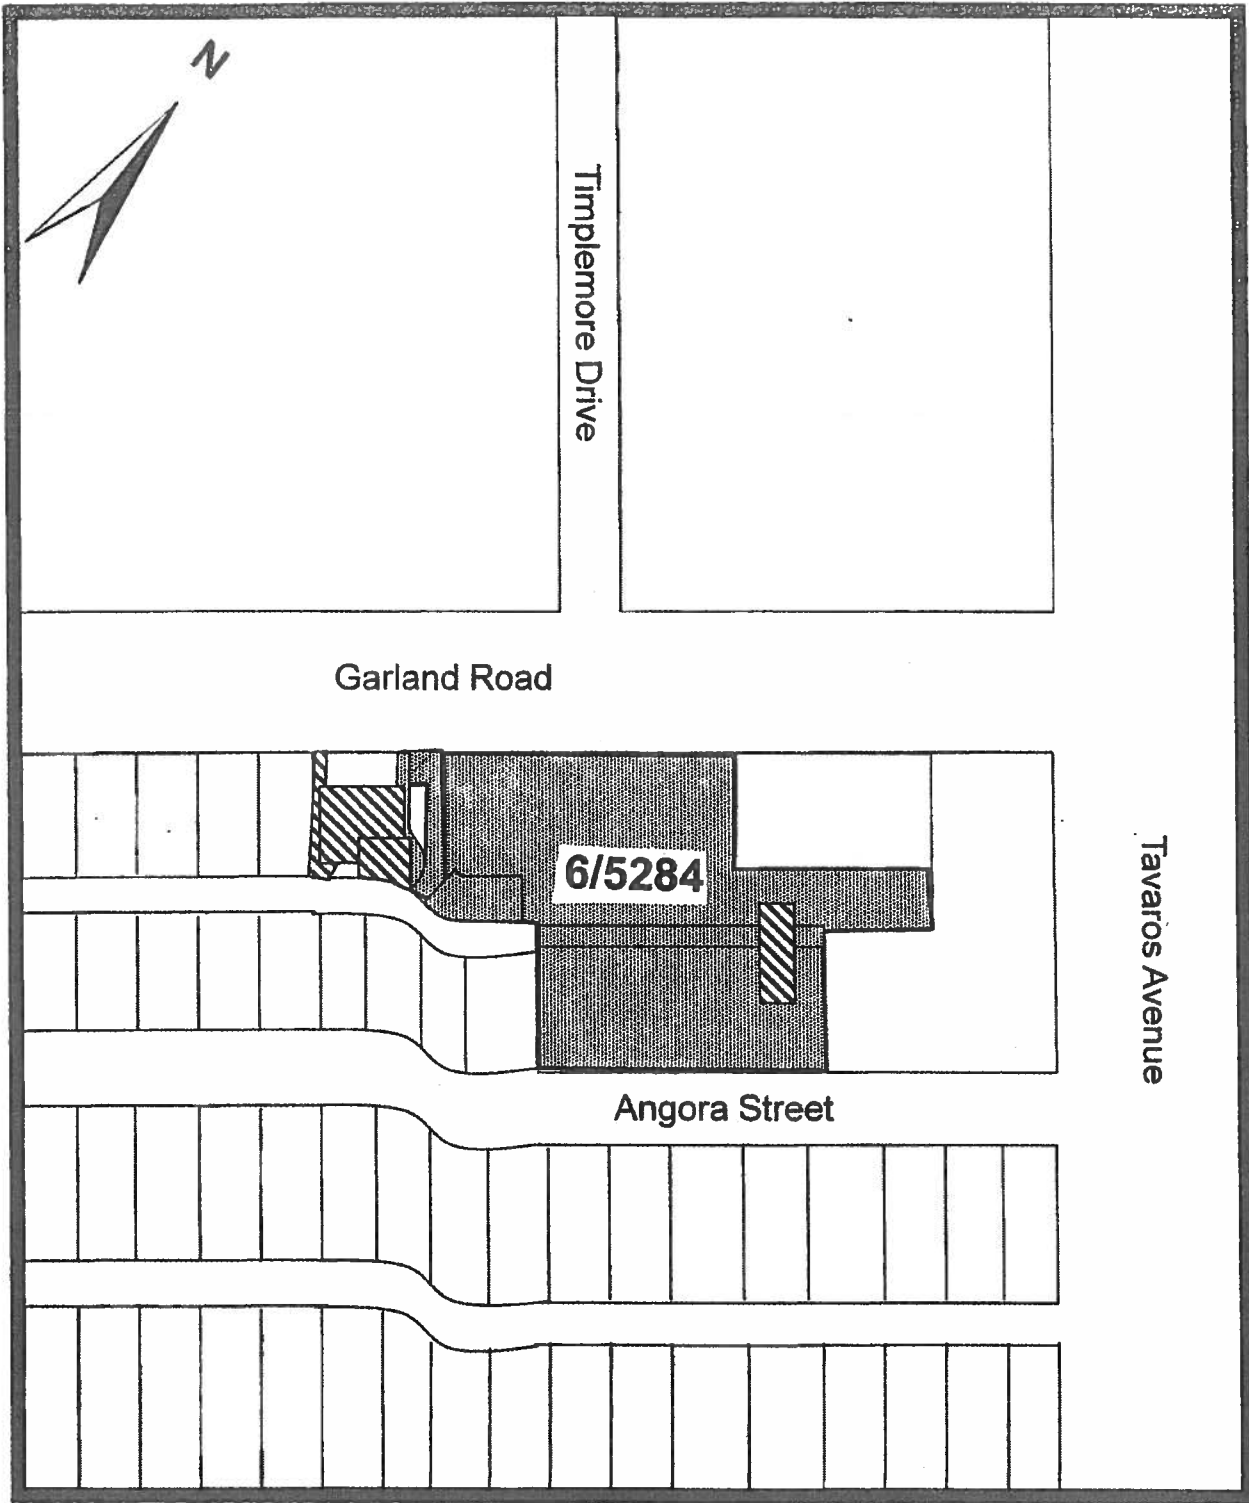 N
Timplemore Drive
Garland Road
6/5284
Tavaros Avenue
Angora Street